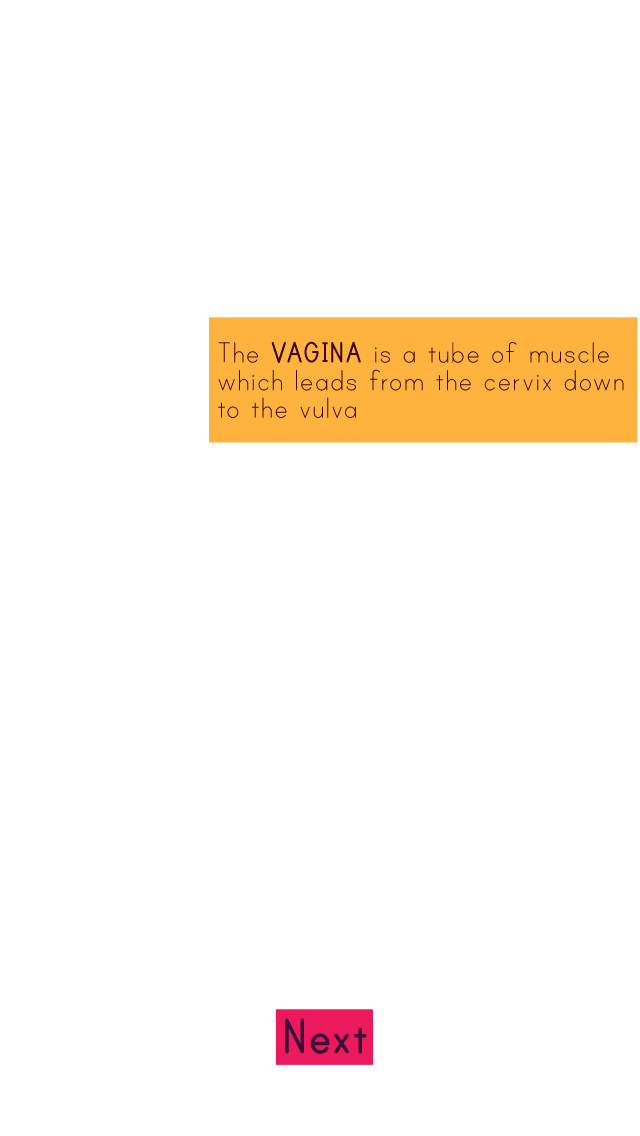 The VAGINA is a tube of muscle
which leads from the cervix down
to the vulva
Next